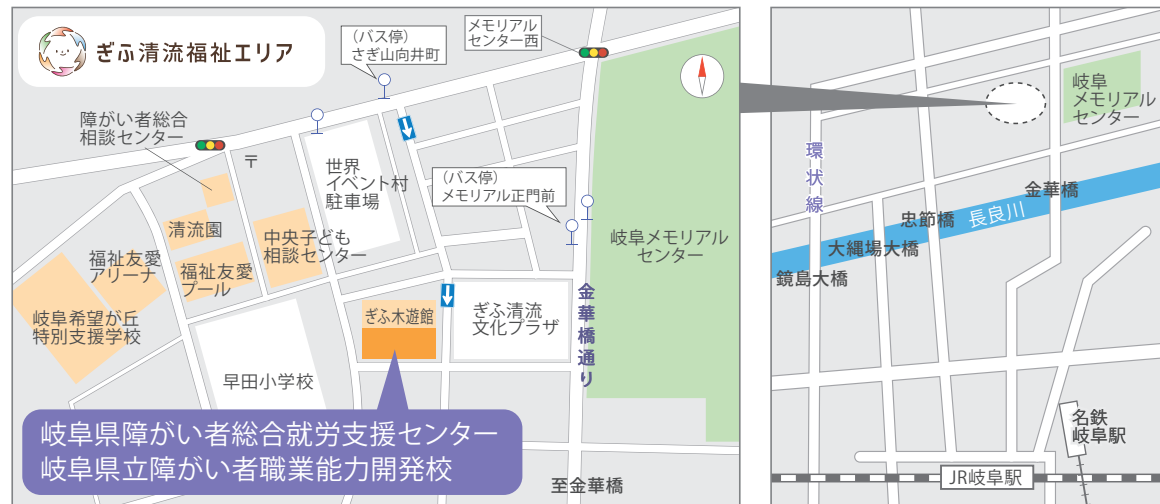 ぎふ清流福祉エリア
(バス停)
さぎ山向井町
メモリアル
センター西
障がい者総合
相談センター
〒
世界
イベント村
駐車場
(バス停)
メモリアル正門前
清流園
中央子ども
相談センター
福祉友愛
アリーナ
福祉友愛
プール
岐阜メモリアル
センター
岐阜希望が丘
特別支援学校
ぎふ木遊館
ぎふ清流
文化プラザ
金華橋通り
早田小学校
岐阜県障がい者総合就労支援センター
岐阜県立障がい者職業能力開発校
至金華橋
岐阜
メモリアル
センター
環状線
金華橋
忠節橋
長良川
大縄場大橋
鏡島大橋
名鉄
岐阜駅
JR岐阜駅